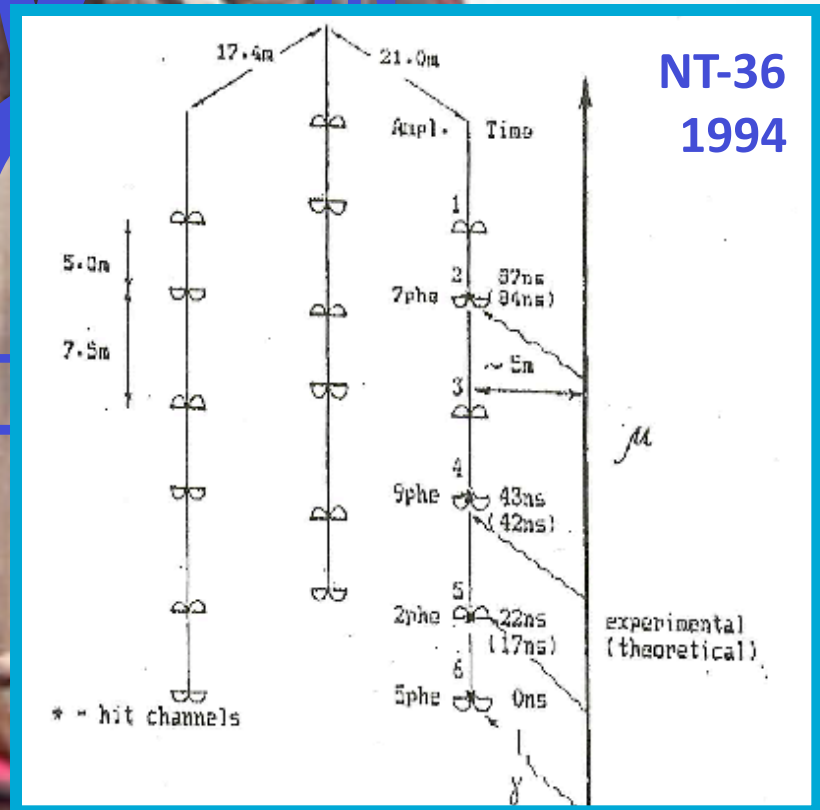 NT-36
1994
17.4m
21.0m
Ampl. Time
1
5.0m
2 87ns
7phe (84ns)
7.5m
~ 5m
3
μ
4
9phe 43ns
(42ns)
5
2phe 22ns
(17ns)
experimental
(theoretical)
6
5phe 0ns
* - hit channels
γ